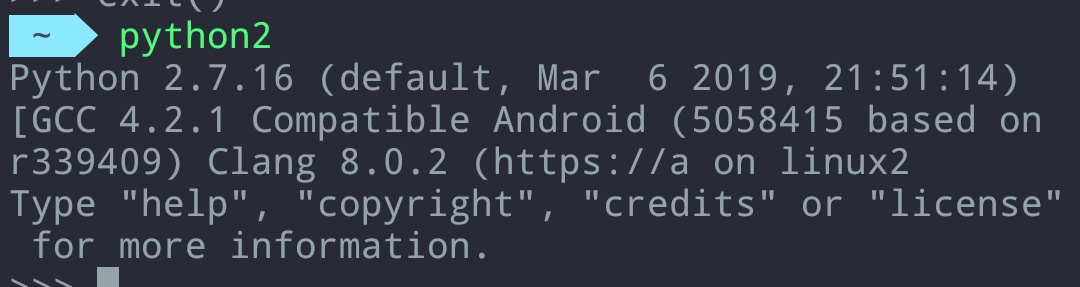 >>> exit()
~ python2
Python 2.7.16 (default, Mar  6 2019, 21:51:14)
[GCC 4.2.1 Compatible Android (5058415 based on
r339409) Clang 8.0.2 (https://a on linux2
Type "help", "copyright", "credits" or "license"
 for more information.
>>>